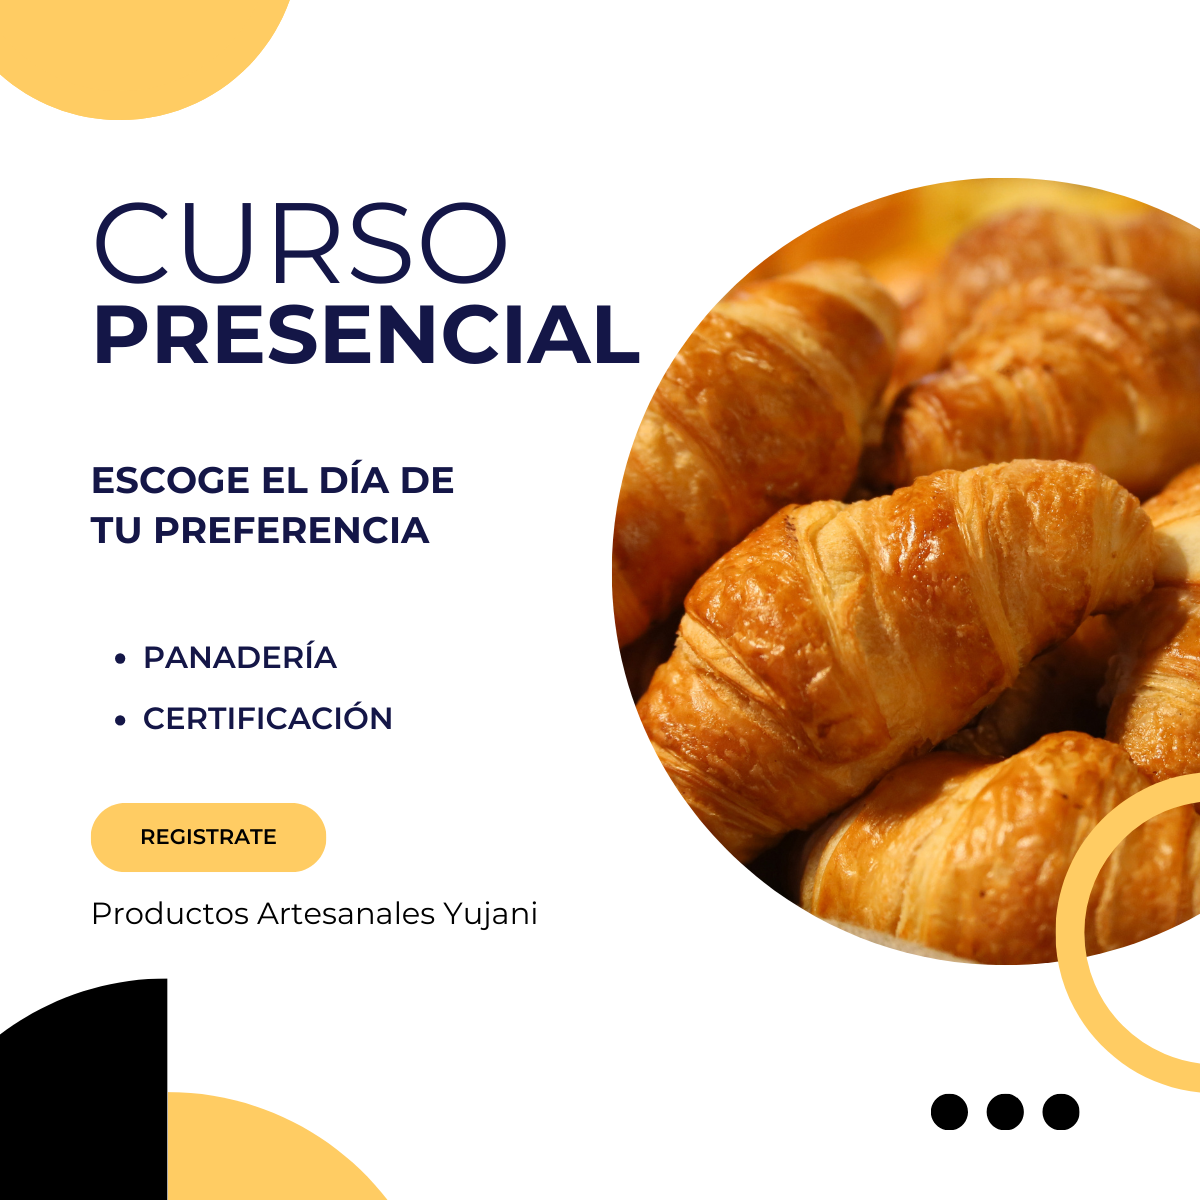 CURSO
PRESENCIAL
ESCOGE EL DÍA DE
TU PREFERENCIA
• PANADERÍA
• CERTIFICACIÓN
REGISTRATE
Productos Artesanales Yujani